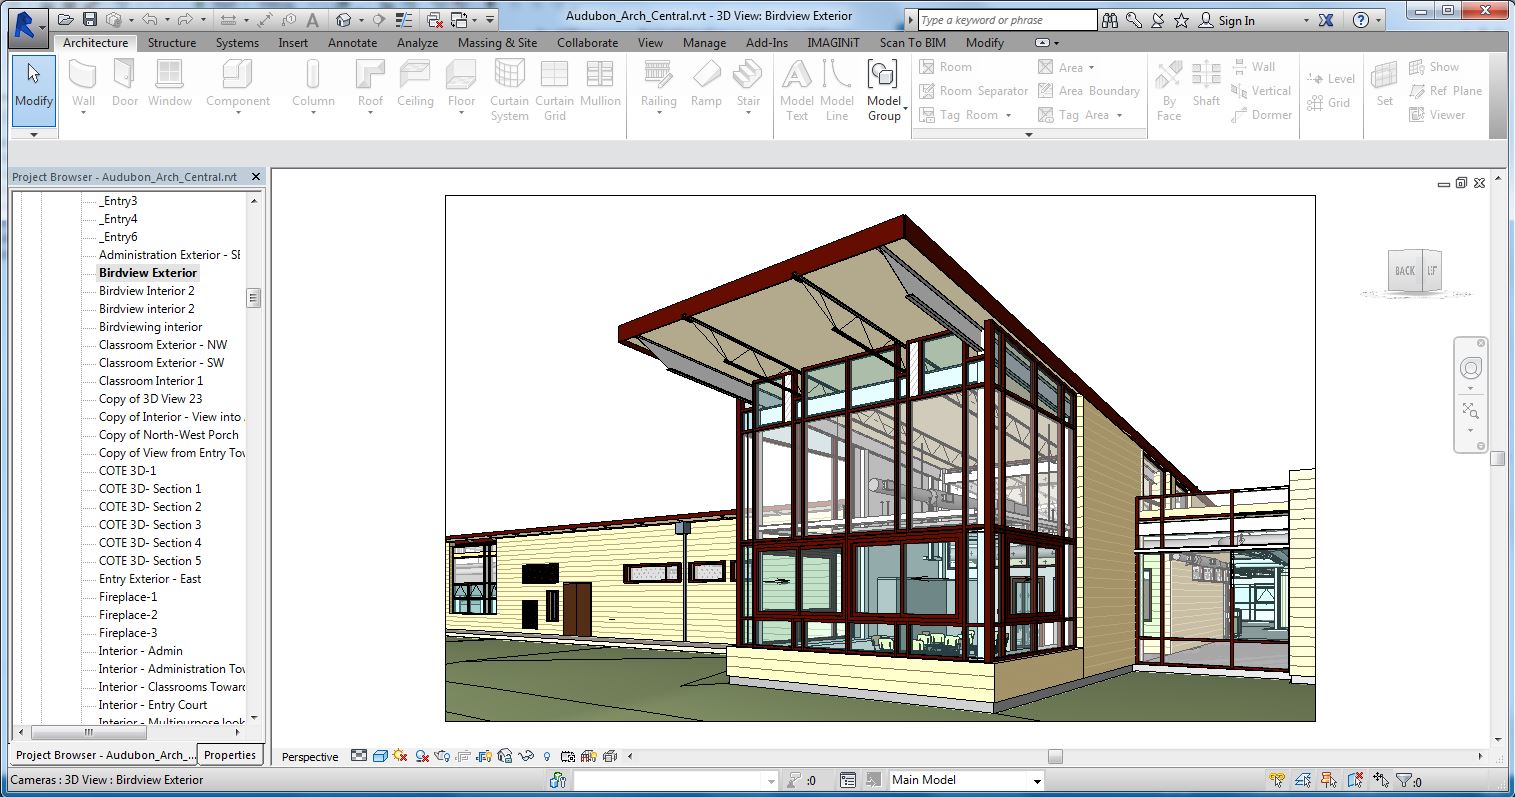 Audubon_Arch_Central.rvt - 3D View: Birdview Exterior
Type a keyword or phrase
Sign In
Architecture Structure Systems Insert Annotate Analyze Massing & Site Collaborate View Manage Add-Ins IMAGINiT Scan To BIM Modify
Modify
Wall Door Window Component Column Roof Ceiling Floor Curtain System Curtain Grid Mullion
Railing Ramp Stair
Model Text Model Line Model Group
Room Area
Room Separator Area Boundary
Tag Room Tag Area
By Face Shaft
Wall
Vertical
Dormer
Level
Grid
Set
Show
Ref Plane
Viewer
Project Browser - Audubon_Arch_Central.rvt
_Entry3
_Entry4
_Entry6
Administration Exterior - SE
Birdview Exterior
Birdview Interior 2
Birdview interior 2
Birdviewing interior
Classroom Exterior - NW
Classroom Exterior - SW
Classroom Interior 1
Copy of 3D View 23
Copy of Interior - View into
Copy of North-West Porch
Copy of View from Entry Tov
COTE 3D-1
COTE 3D- Section 1
COTE 3D- Section 2
COTE 3D- Section 3
COTE 3D- Section 4
COTE 3D- Section 5
Entry Exterior - East
Fireplace-1
Fireplace-2
Fireplace-3
Interior - Admin
Interior - Administration Tov
Interior - Classrooms Toward
Interior - Entry Court
Interior - Multipurpose look
BACK
Project Browser - Audubon_Arch_... Properties
Perspective
Cameras : 3D View : Birdview Exterior
:0
Main Model
:0